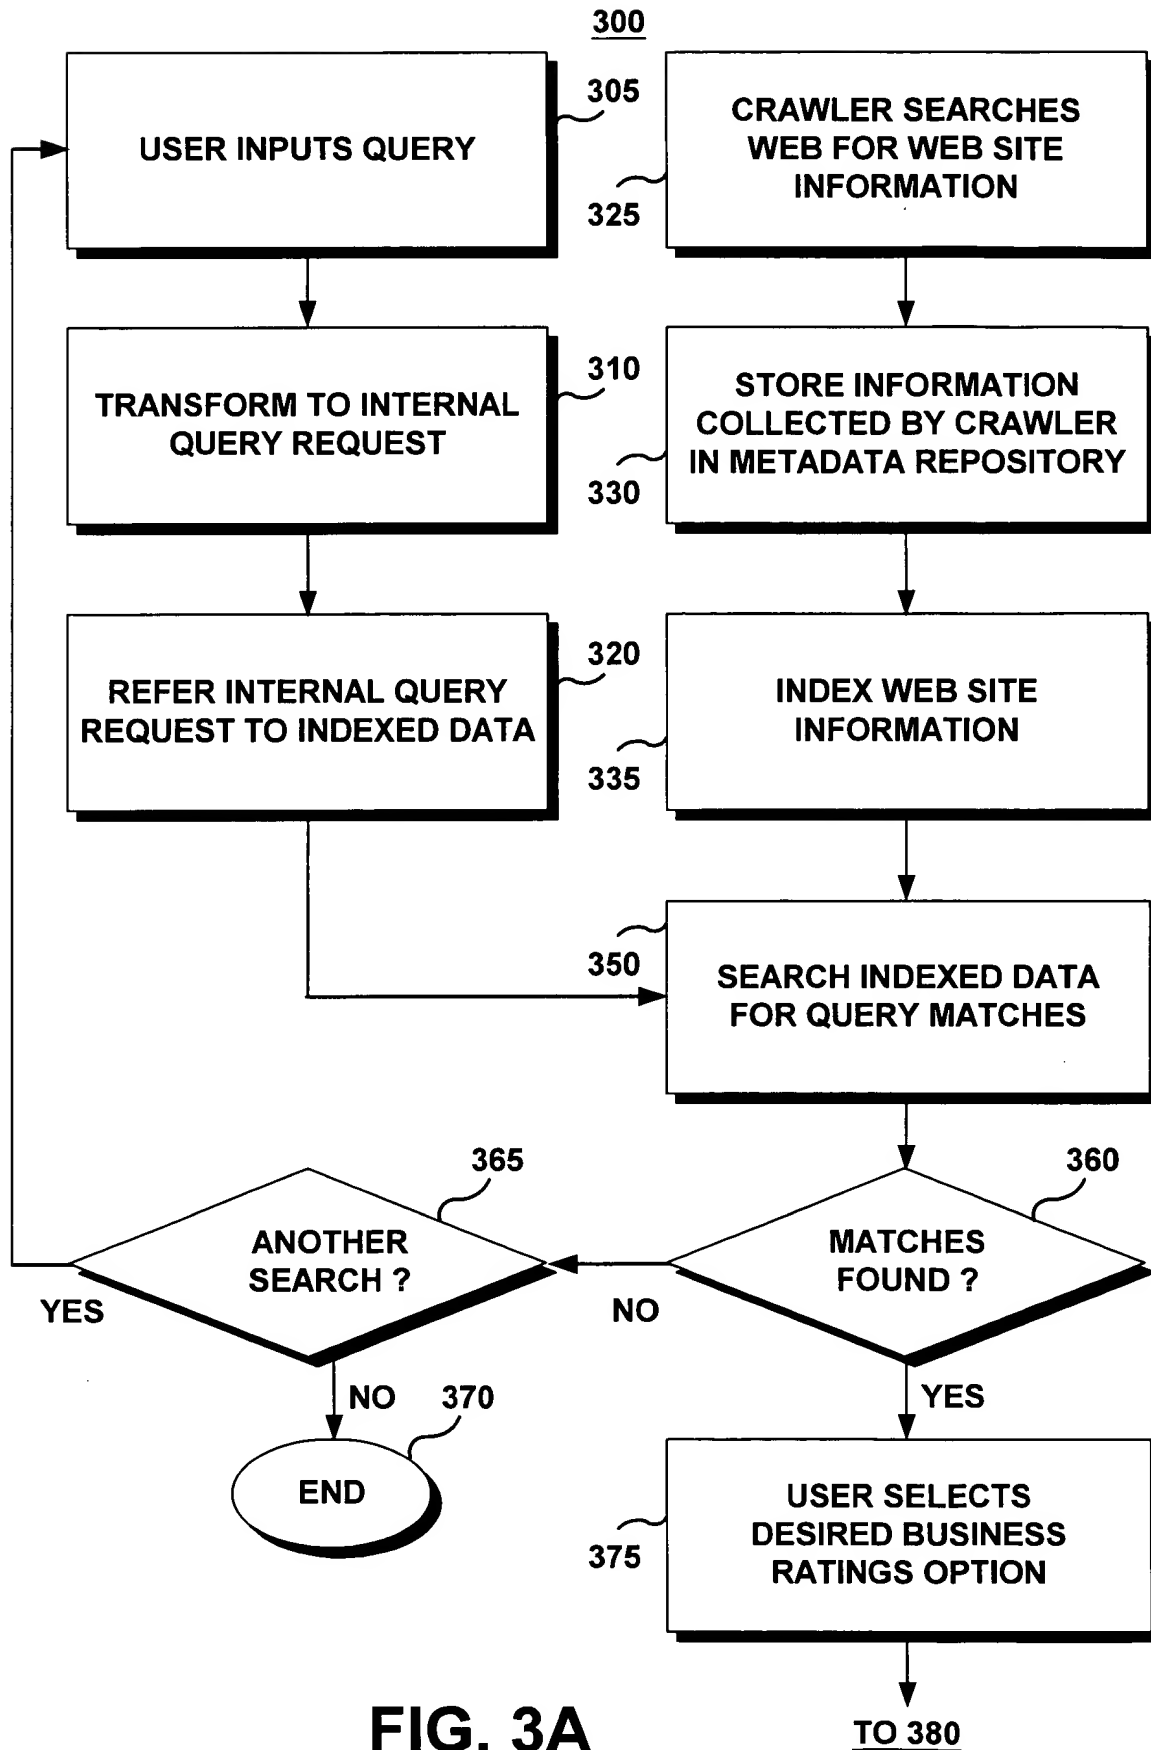 300
305
USER INPUTS QUERY
CRAWLER SEARCHES
WEB FOR WEB SITE
INFORMATION
325
310
TRANSFORM TO INTERNAL
QUERY REQUEST
STORE INFORMATION
COLLECTED BY CRAWLER
IN METADATA REPOSITORY
330
320
REFER INTERNAL QUERY
REQUEST TO INDEXED DATA
INDEX WEB SITE
INFORMATION
335
350
SEARCH INDEXED DATA
FOR QUERY MATCHES
365
ANOTHER
SEARCH ?
YES
360
MATCHES
FOUND ?
NO
NO
370
END
YES
USER SELECTS
DESIRED BUSINESS
RATINGS OPTION
375
FIG. 3A
TO 380